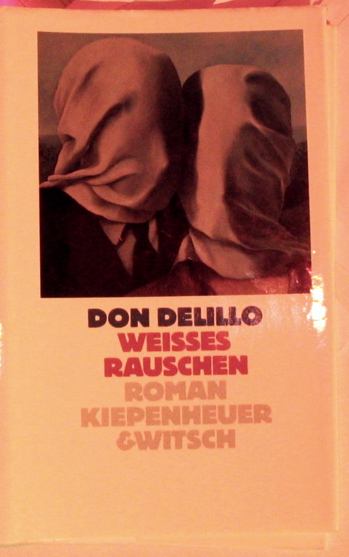 DON DELILLO
WEISSES
RAUSCHEN
ROMAN
KIEPENHEUER
&WITSCH